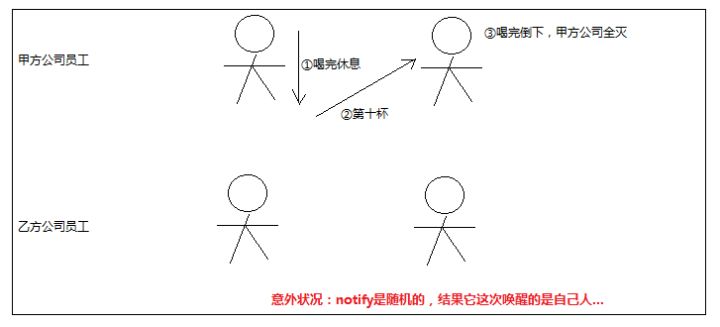 甲方公司员工
①喝完休息
②第十杯
③喝完倒下，甲方公司全灭
乙方公司员工
意外状况：notify是随机的，结果它这次唤醒的是自己人...